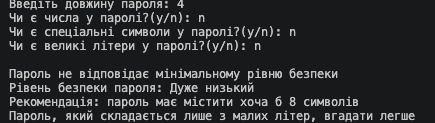 Введіть довжину пароля: 4
Чи є числа у паролі?(y/n): n
Чи є спеціальні символи у паролі?(y/n): n
Чи є великі літери у паролі?(y/n): n
Пароль не відповідає мінімальному рівню безпеки
Рівень безпеки пароля: Дуже низький
Рекомендація: пароль має містити хоча б 8 символів
Пароль, який складається лише з малих літер, вгадати легше